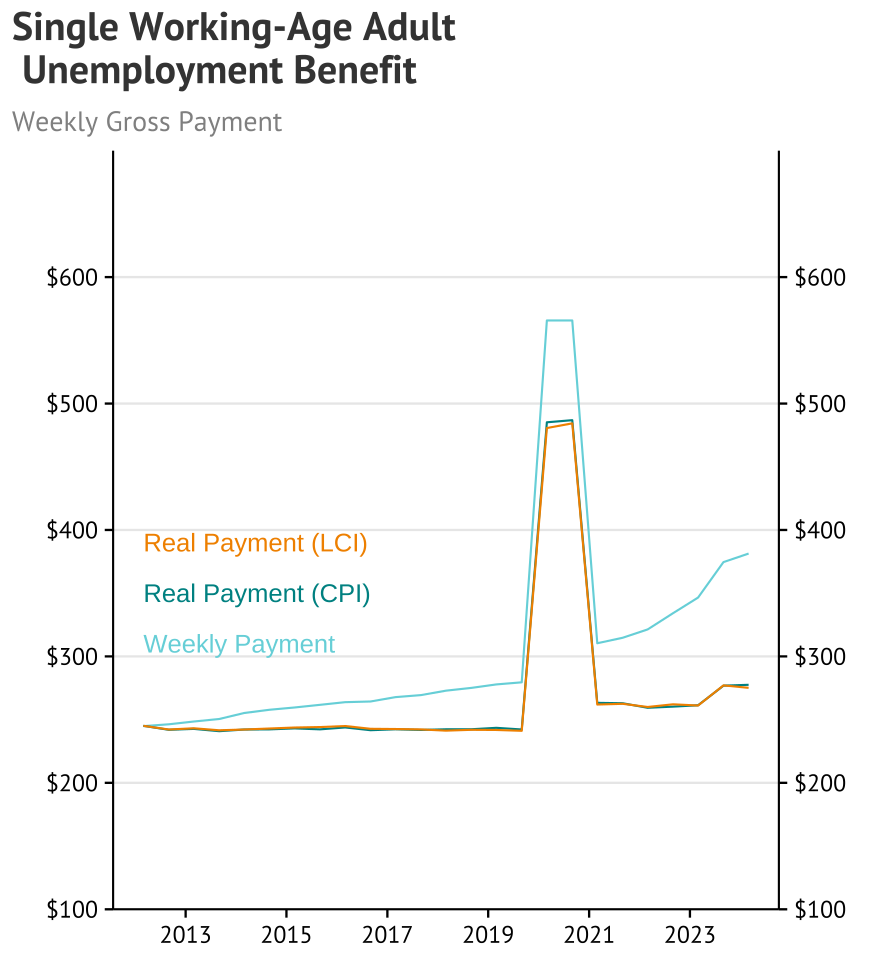 Single Working-Age Adult
Unemployment Benefit
Weekly Gross Payment
$600 $600
$500 $500
$400 $400
Real Payment (LCI)
Real Payment (CPI)
Weekly Payment
$300 $300
$200 $200
$100 $100
2013 2015 2017 2019 2021 2023